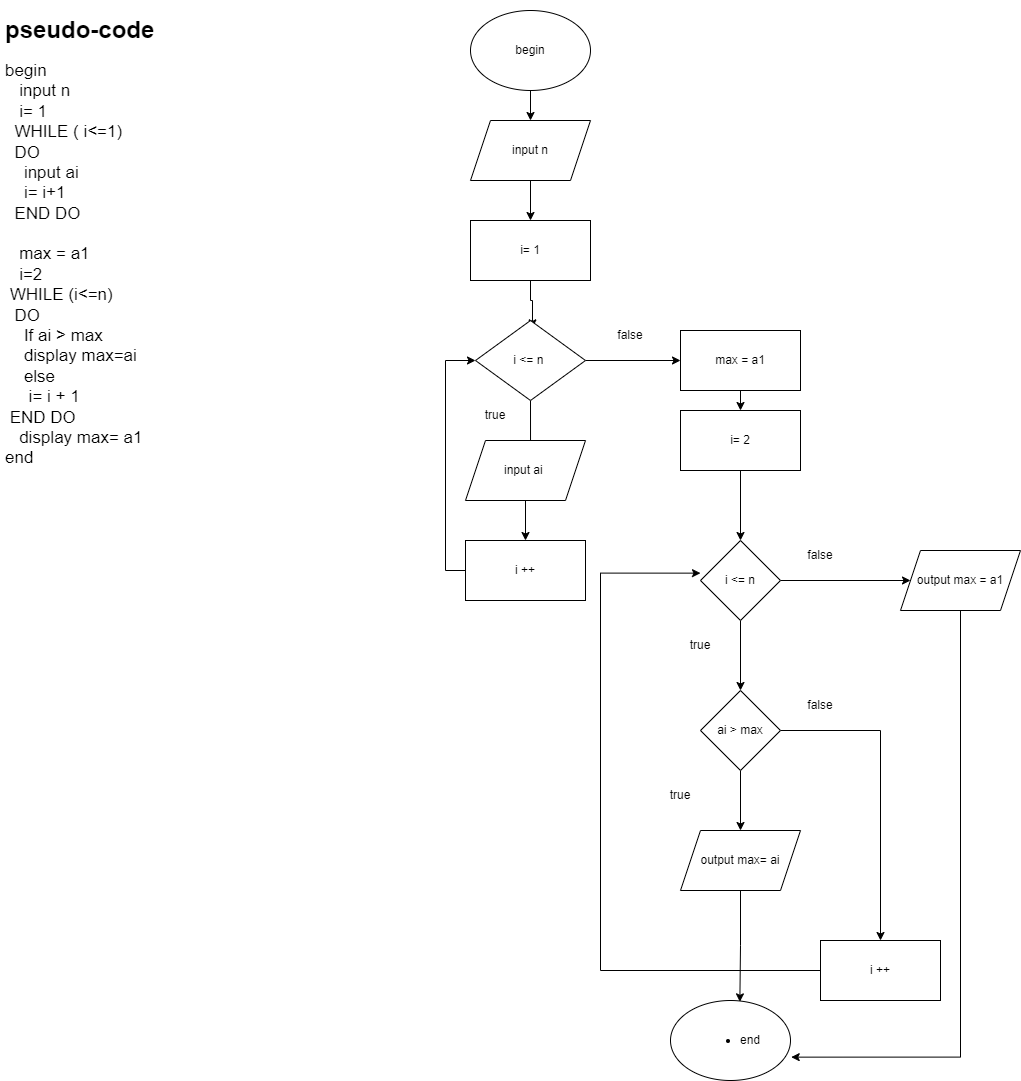 pseudo-code
begin
input n
i= 1
WHILE ( i<=1)
DO
input ai
i= i+1
END DO
max = a1
i=2
WHILE (i<=n)
DO
If ai > max
display max=ai
else
i= i + 1
END DO
display max= a1
end
begin
input n
i= 1
i <= n
false
true
input ai
i ++
max = a1
i= 2
i <= n
false
output max = a1
true
ai > max
false
true
output max= ai
i ++
• end